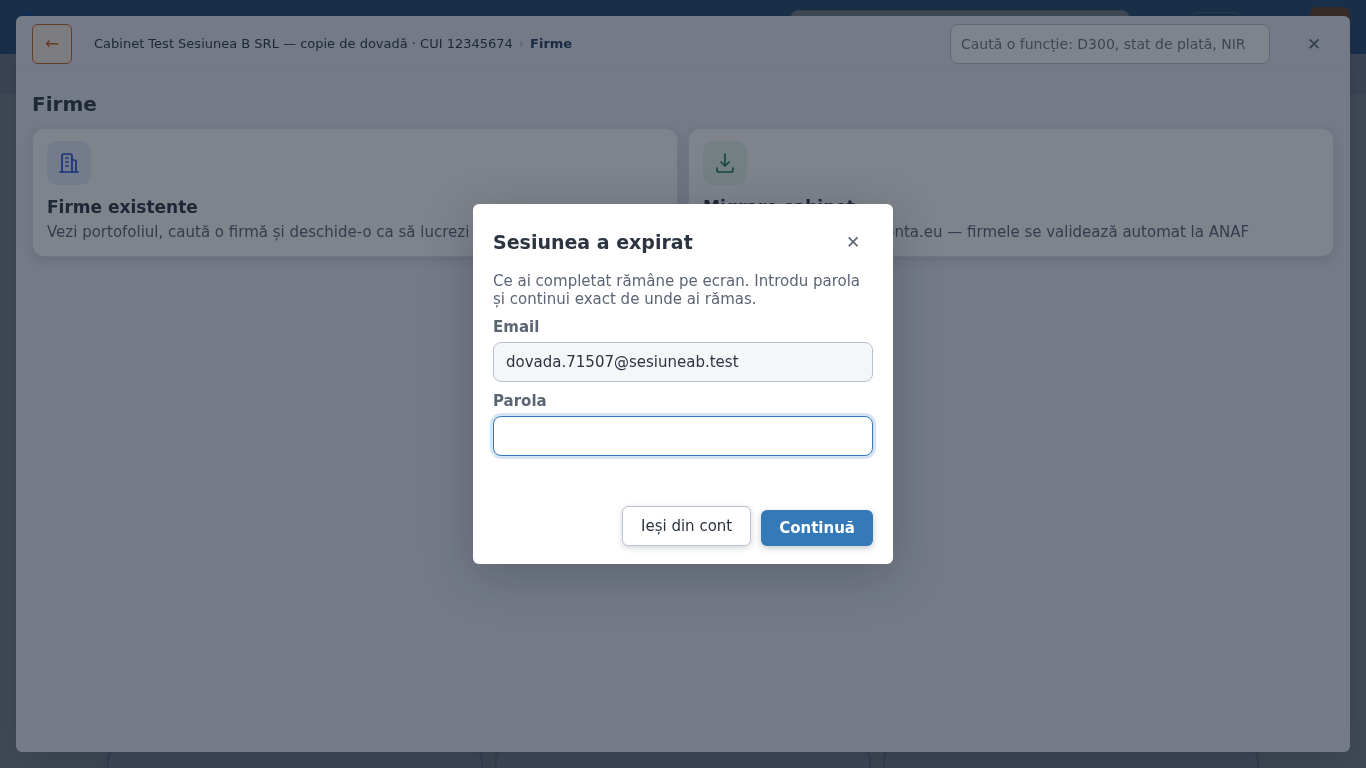 ←
Cabinet Test Sesiunea B SRL — copie de dovadă · CUI 12345674 › Firme
Caută o funcție: D300, stat de plată, NIR
✕
Firme
Firme existente
Vezi portofoliul, caută o firmă și deschide-o ca să lucrezi
— firmele se validează automat la ANAF
Sesiunea a expirat
✕
Ce ai completat rămâne pe ecran. Introdu parola
și continui exact de unde ai rămas.
Email
dovada.71507@sesiuneab.test
Parola
Ieși din cont
Continuă